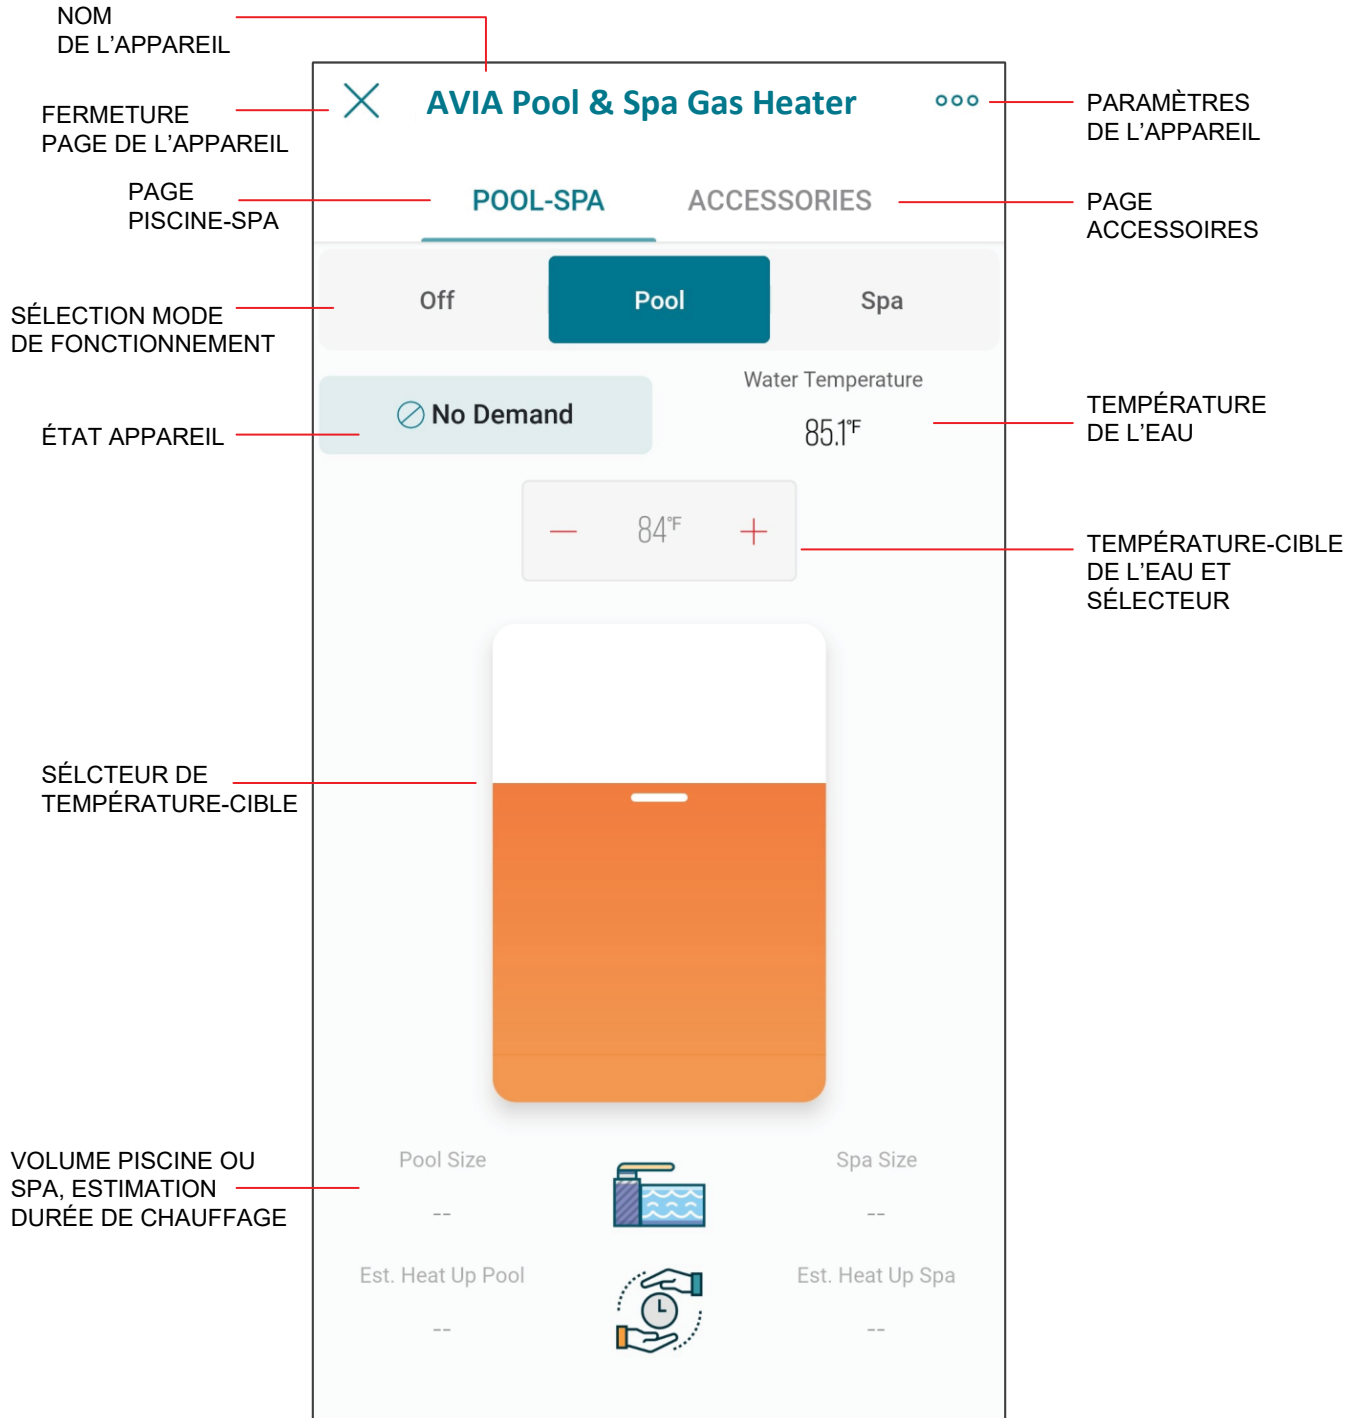 NOM
DE L’APPAREIL
FERMETURE
PAGE DE L’APPAREIL
AVIA Pool & Spa Gas Heater
PARAMÈTRES
DE L’APPAREIL
PAGE
PISCINE-SPA
POOL-SPA
ACCESSORIES
PAGE
ACCESSOIRES
SÉLECTION MODE
DE FONCTIONNEMENT
Off
Pool
Spa
ÉTAT APPAREIL
No Demand
Water Temperature
85.1°F
TEMPÉRATURE
DE L’EAU
− 84°F +
TEMPÉRATURE-CIBLE
DE L’EAU ET
SÉLECTEUR
SÉLCTEUR DE
TEMPÉRATURE-CIBLE
VOLUME PISCINE OU
SPA, ESTIMATION
DURÉE DE CHAUFFAGE
Pool Size
--
Spa Size
--
Est. Heat Up Pool
--
Est. Heat Up Spa
--